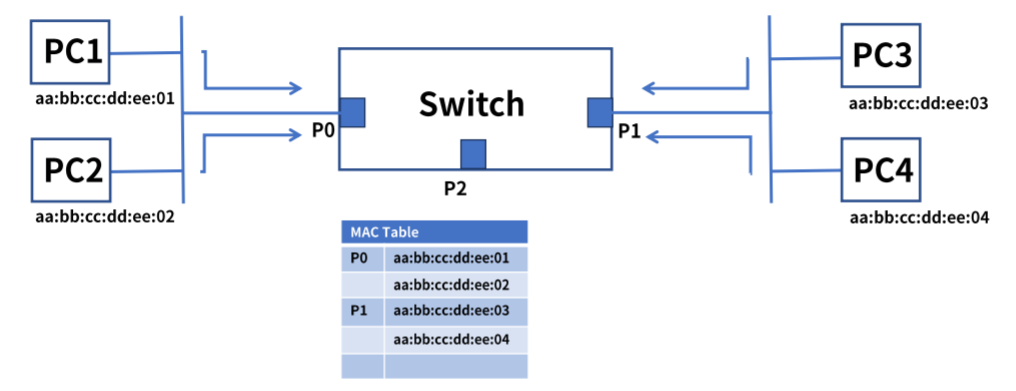 PC1
aa:bb:cc:dd:ee:01
PC2
aa:bb:cc:dd:ee:02
Switch
P0
P1
P2
PC3
aa:bb:cc:dd:ee:03
PC4
aa:bb:cc:dd:ee:04
MAC Table
P0 aa:bb:cc:dd:ee:01
aa:bb:cc:dd:ee:02
P1 aa:bb:cc:dd:ee:03
aa:bb:cc:dd:ee:04